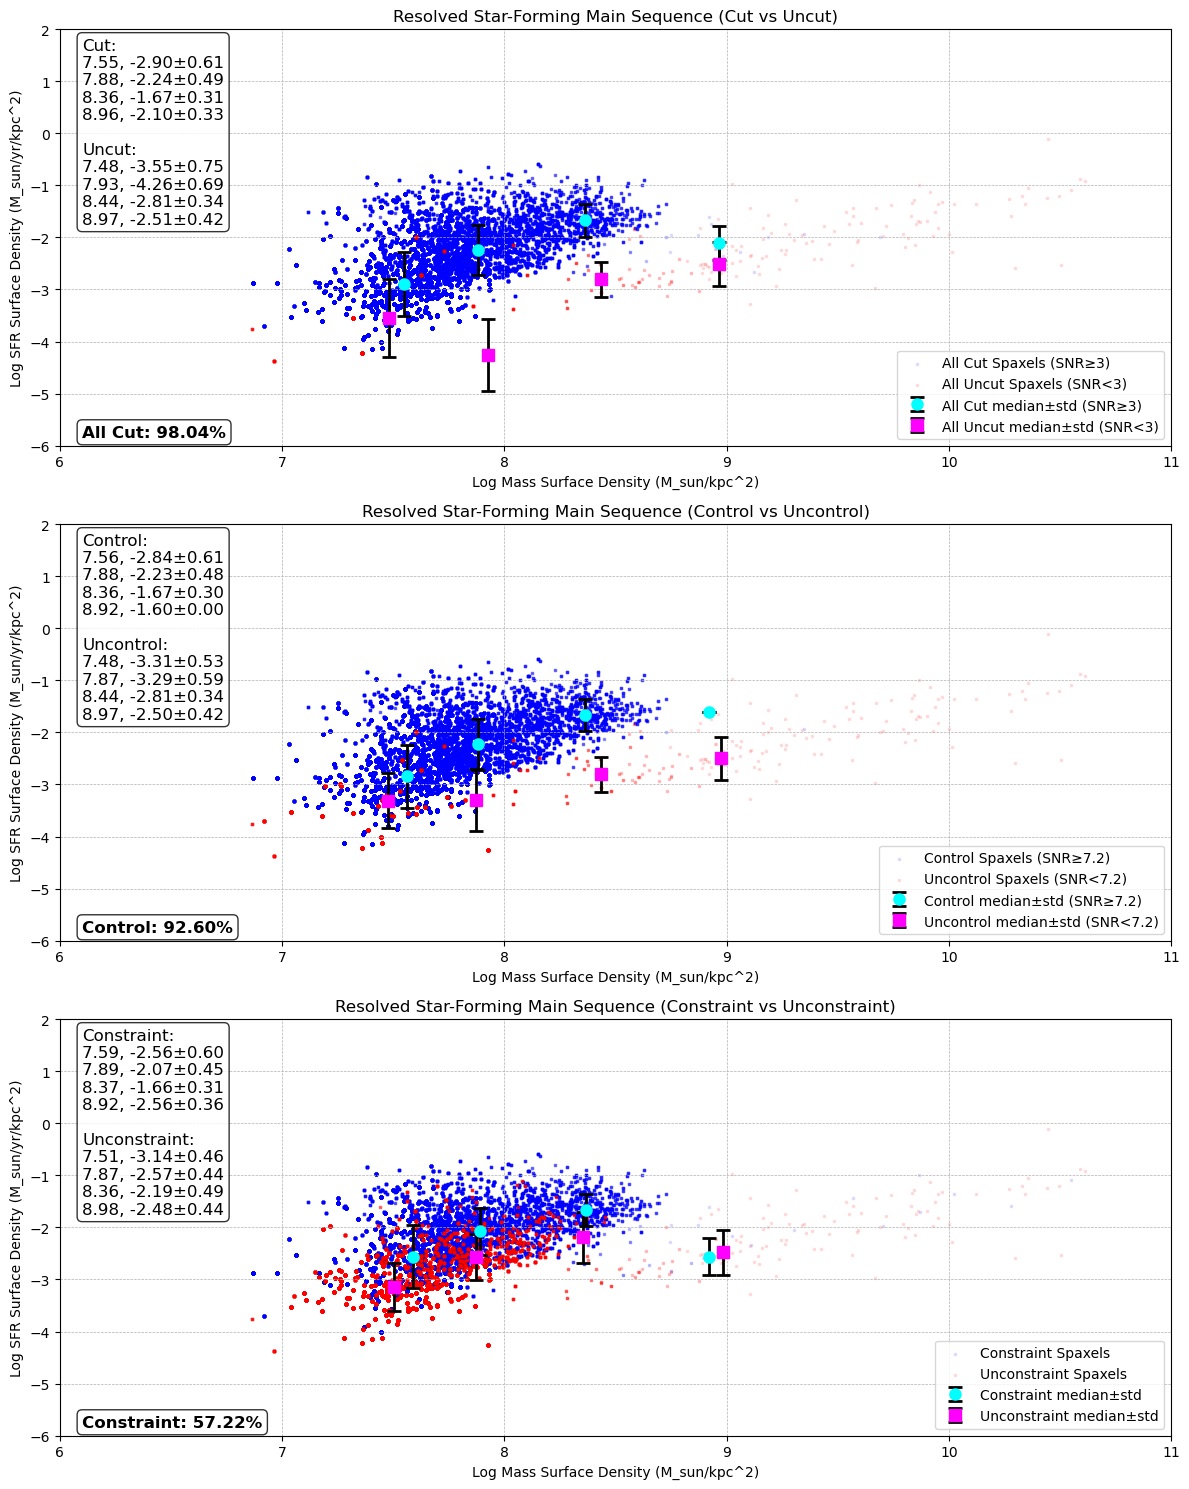 Resolved Star-Forming Main Sequence (Cut vs Uncut)
Log SFR Surface Density (M_sun/yr/kpc^2)
2
1
0
−1
−2
−3
−4
−5
−6
Cut:
7.55, -2.90±0.61
7.88, -2.24±0.49
8.36, -1.67±0.31
8.96, -2.10±0.33
Uncut:
7.48, -3.55±0.75
7.93, -4.26±0.69
8.44, -2.81±0.34
8.97, -2.51±0.42
All Cut: 98.04%
All Cut Spaxels (SNR≥3)
All Uncut Spaxels (SNR<3)
All Cut median±std (SNR≥3)
All Uncut median±std (SNR<3)
6 7 8 9 10 11
Log Mass Surface Density (M_sun/kpc^2)
Resolved Star-Forming Main Sequence (Control vs Uncontrol)
Log SFR Surface Density (M_sun/yr/kpc^2)
2
1
0
−1
−2
−3
−4
−5
−6
Control:
7.56, -2.84±0.61
7.88, -2.23±0.48
8.36, -1.67±0.30
8.92, -1.60±0.00
Uncontrol:
7.48, -3.31±0.53
7.87, -3.29±0.59
8.44, -2.81±0.34
8.97, -2.50±0.42
Control: 92.60%
Control Spaxels (SNR≥7.2)
Uncontrol Spaxels (SNR<7.2)
Control median±std (SNR≥7.2)
Uncontrol median±std (SNR<7.2)
6 7 8 9 10 11
Log Mass Surface Density (M_sun/kpc^2)
Resolved Star-Forming Main Sequence (Constraint vs Unconstraint)
Log SFR Surface Density (M_sun/yr/kpc^2)
2
1
0
−1
−2
−3
−4
−5
−6
Constraint:
7.59, -2.56±0.60
7.89, -2.07±0.45
8.37, -1.66±0.31
8.92, -2.56±0.36
Unconstraint:
7.51, -3.14±0.46
7.87, -2.57±0.44
8.36, -2.19±0.49
8.98, -2.48±0.44
Constraint: 57.22%
Constraint Spaxels
Unconstraint Spaxels
Constraint median±std
Unconstraint median±std
6 7 8 9 10 11
Log Mass Surface Density (M_sun/kpc^2)